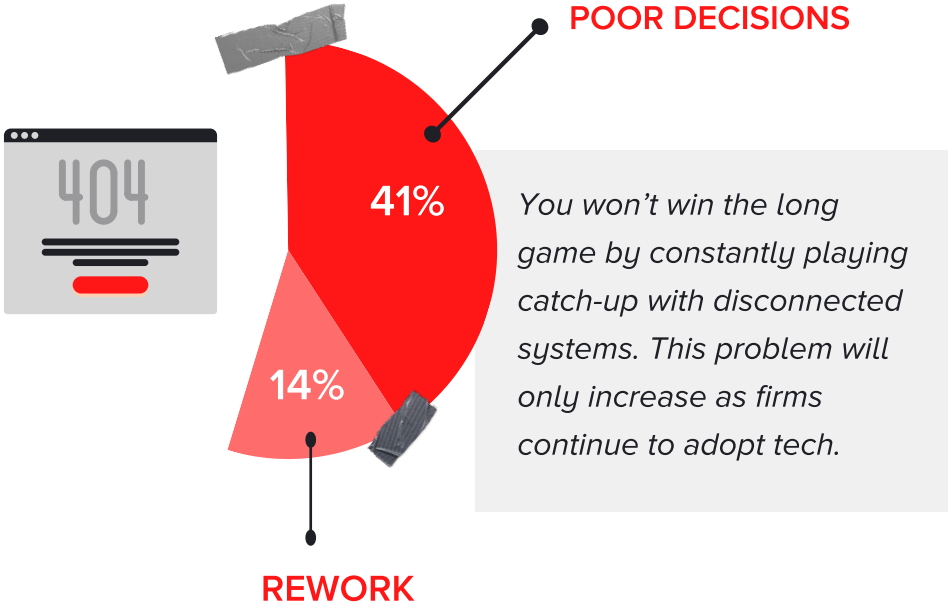 POOR DECISIONS
404
41%
You won’t win the long
game by constantly playing
catch-up with disconnected
systems. This problem will
only increase as firms
continue to adopt tech.
14%
REWORK